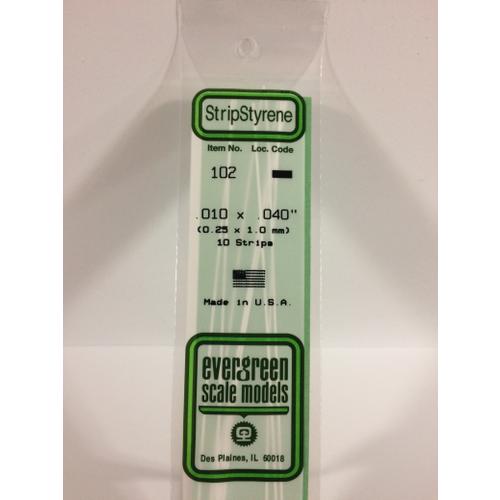 StripStyrene
Item No. Loc. Code
102
.010 x .040"
(0.25 x 1.0 mm)
10 Strips
Made in U.S.A.
evergreen
scale models
Des Plaines, IL 60018